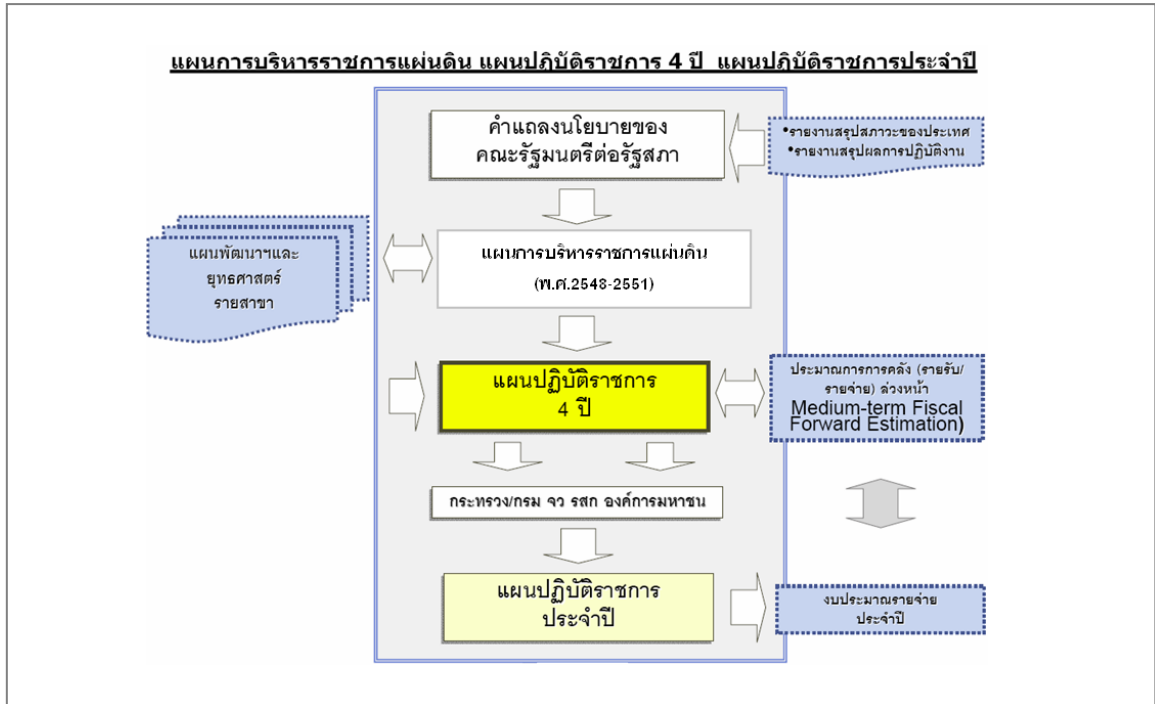 แผนการบริหารราชการแผ่นดิน แผนปฏิบัติราชการ 4 ปี แผนปฏิบัติราชการประจำปี
คำแถลงนโยบายของ
คณะรัฐมนตรีต่อรัฐสภา
•รายงานสรุปสภาวะของประเทศ
•รายงานสรุปผลการปฏิบัติงาน
แผนพัฒนาฯและ
ยุทธศาสตร์
รายสาขา
แผนการบริหารราชการแผ่นดิน
(พ.ศ.2548-2551)
แผนปฏิบัติราชการ
4 ปี
ประมาณการการคลัง (รายรับ/
รายจ่าย) ล่วงหน้า
Medium-term Fiscal
Forward Estimation)
กระทรวง/กรม จว รสก องค์การมหาชน
แผนปฏิบัติราชการ
ประจำปี
งบประมาณรายจ่าย
ประจำปี